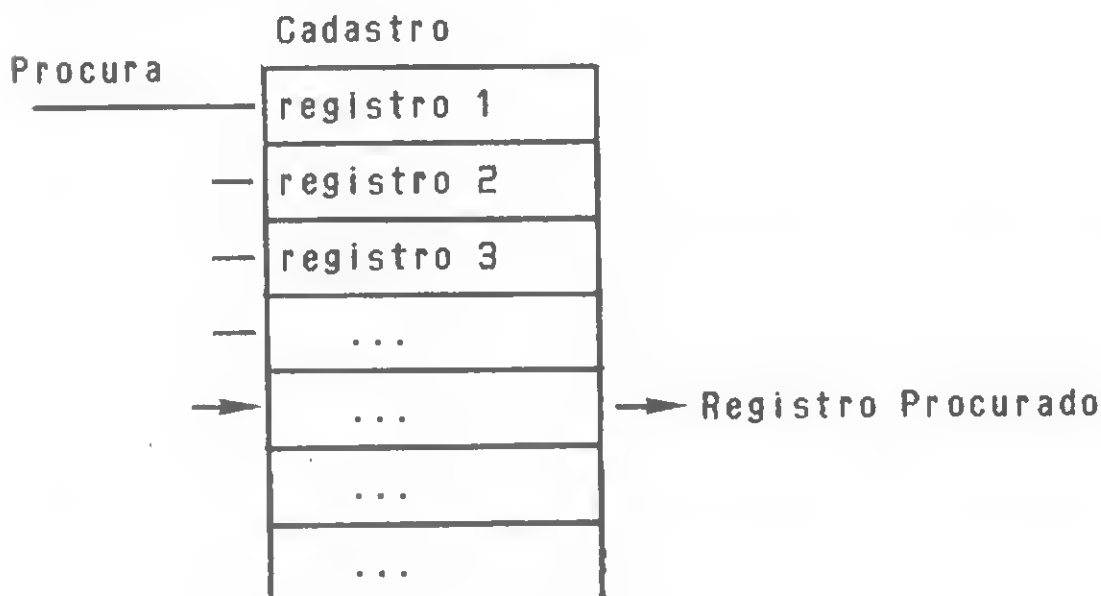 Cadastro
Procura
registro 1
registro 2
registro 3
...
... Registro Procurado
...
...